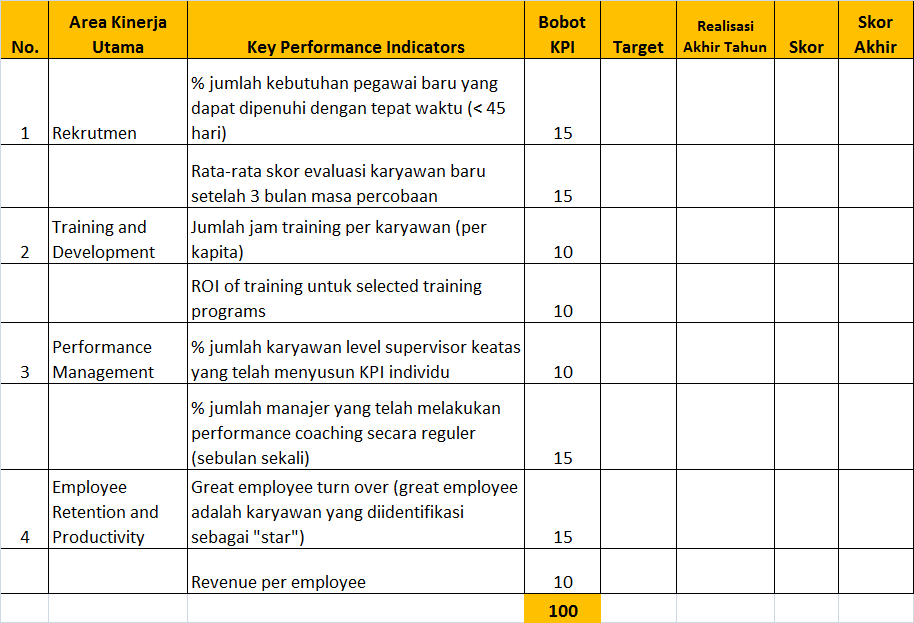 No. Area Kinerja Utama Key Performance Indicators Bobot KPI Target Realisasi Akhir Tahun Skor Skor Akhir
1 Rekrutmen % jumlah kebutuhan pegawai baru yang
dapat dipenuhi dengan tepat waktu (< 45
hari) 15
Rata-rata skor evaluasi karyawan baru
setelah 3 bulan masa percobaan 15
2 Training and Development Jumlah jam training per karyawan (per
kapita) 10
ROI of training untuk selected training
programs 10
3 Performance Management % jumlah karyawan level supervisor keatas
yang telah menyusun KPI individu 10
% jumlah manajer yang telah melakukan
performance coaching secara reguler
(sebulan sekali) 15
4 Employee Retention and Productivity Great employee turn over (great employee
adalah karyawan yang diidentifikasi
sebagai "star") 15
Revenue per employee 10
100